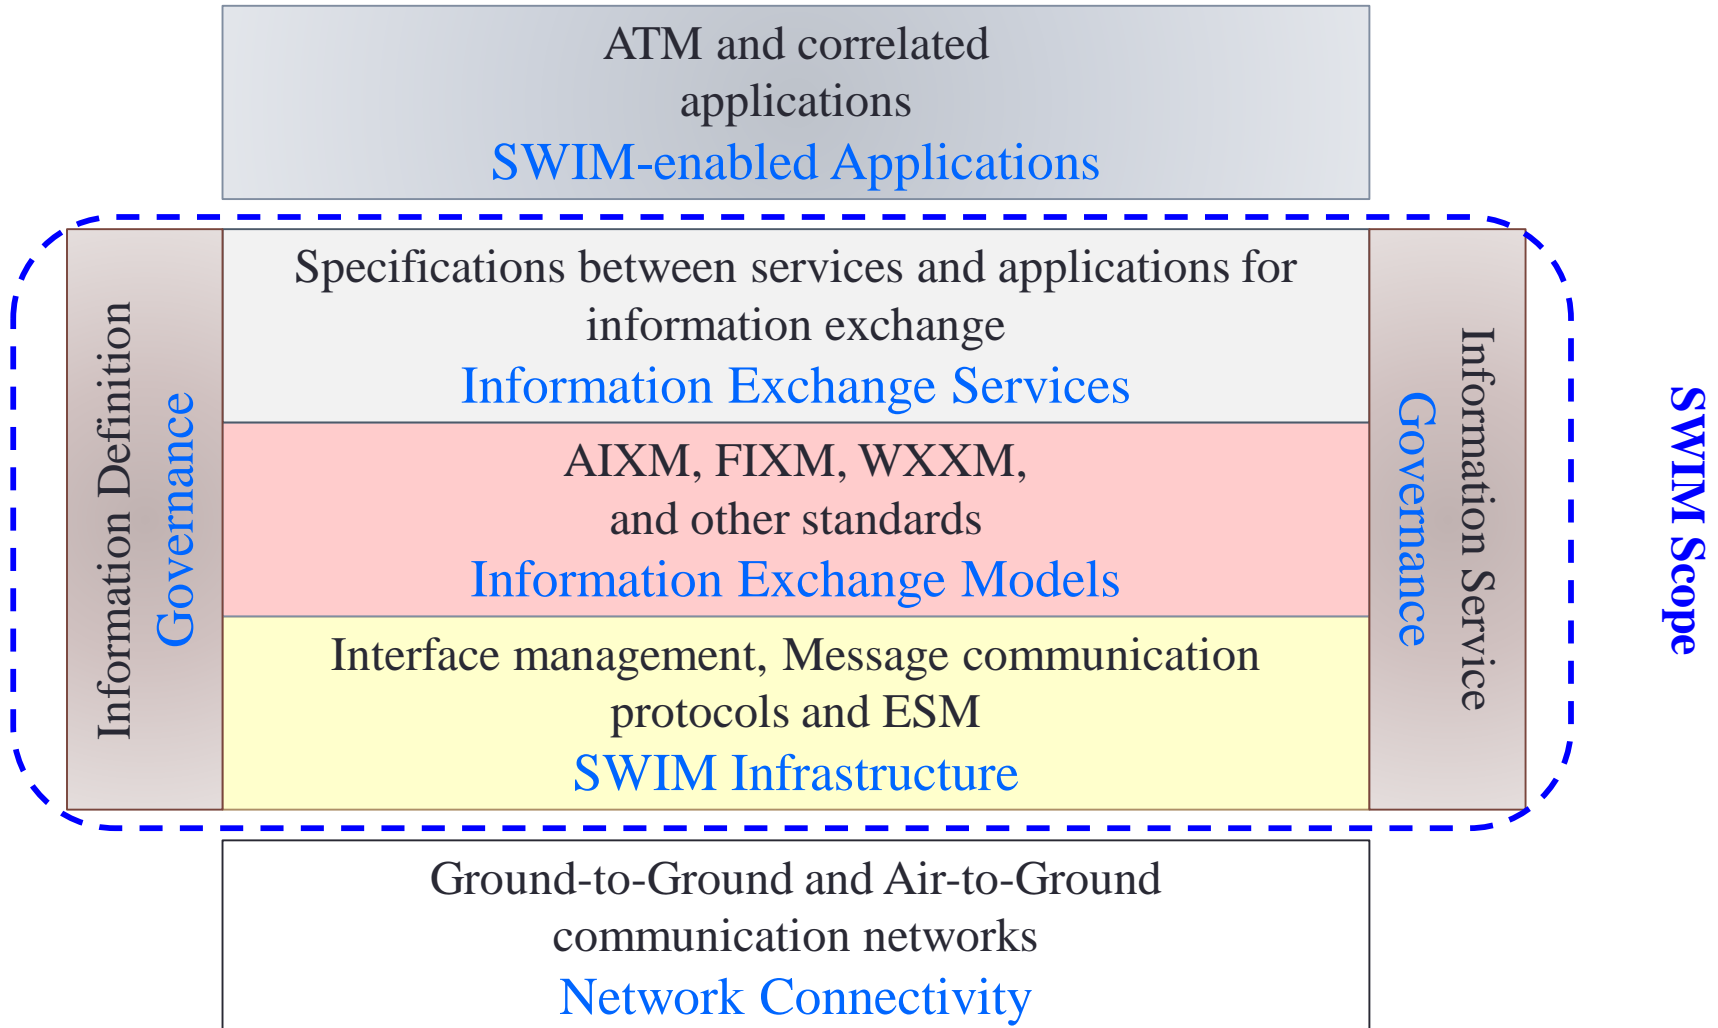 ATM and correlated
applications
SWIM-enabled Applications
Information Definition
Governance
Specifications between services and applications for
information exchange
Information Exchange Services
AIXM, FIXM, WXXM,
and other standards
Information Exchange Models
Interface management, Message communication
protocols and ESM
SWIM Infrastructure
Information Service
Governance
SWIM Scope
Ground-to-Ground and Air-to-Ground
communication networks
Network Connectivity